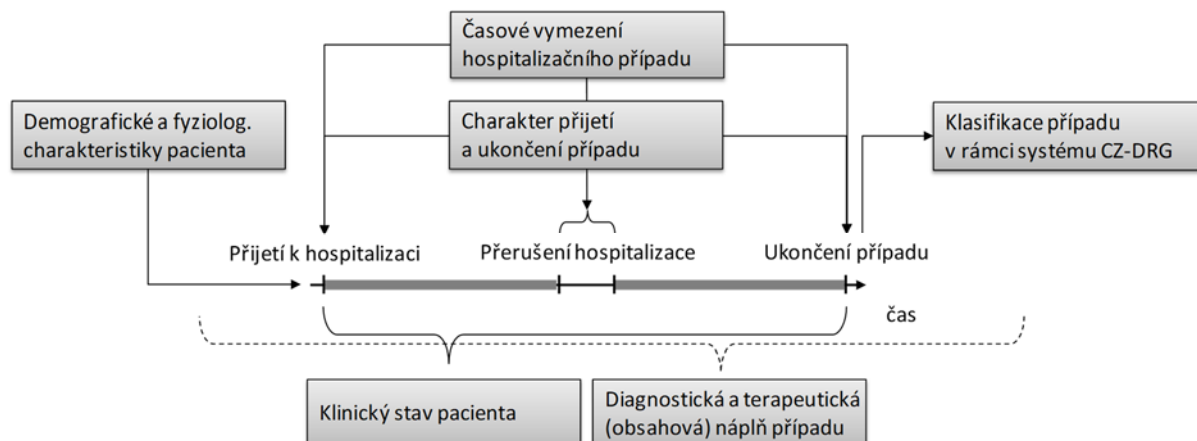 Časové vymezení
hospitalizačního případu
Demografické a fyziolog.
charakteristiky pacienta
Charakter přijetí
a ukončení případu
Klasifikace případu
v rámci systému CZ-DRG
Přijetí k hospitalizaci
Přerušení hospitalizace
Ukončení případu
čas
Klinický stav pacienta
Diagnostická a terapeutická
(obsahová) náplň případu